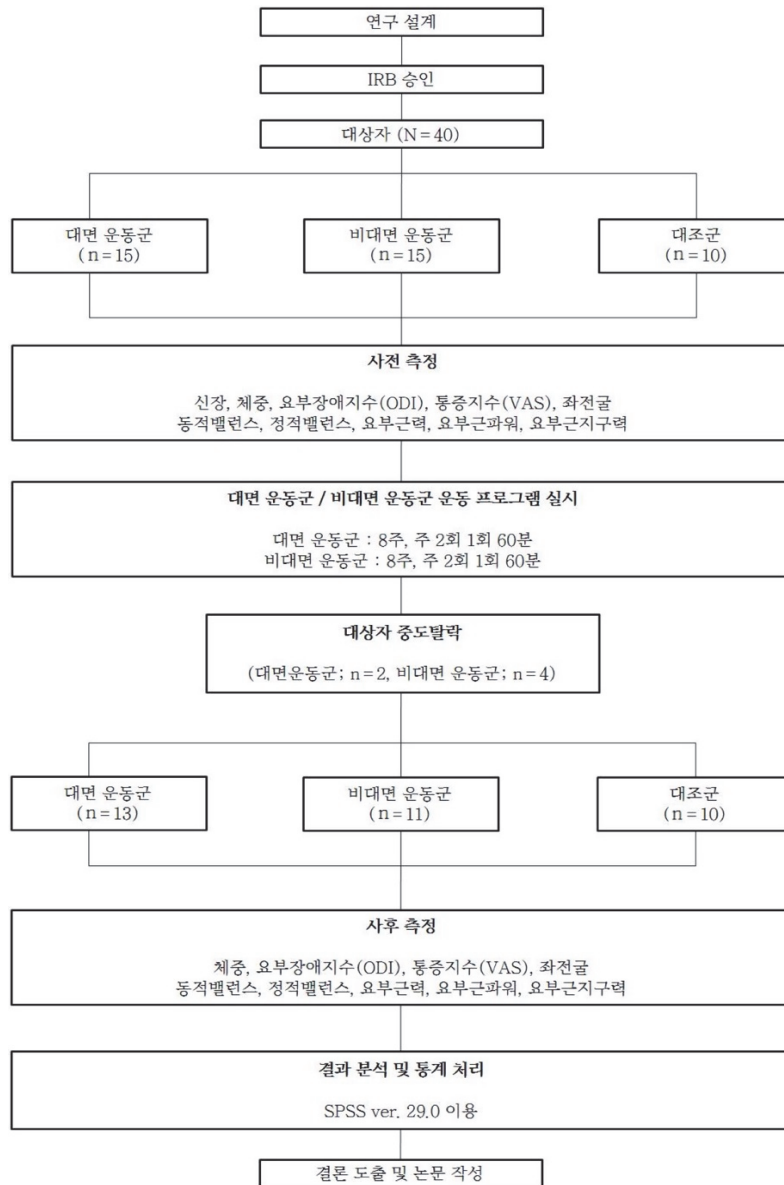 연구 설계
IRB 승인
대상자 (N=40)
대면 운동군
(n=15)
비대면 운동군
(n=15)
대조군
(n=10)
사전 측정
신장, 체중, 요부장애지수(ODI), 통증지수(VAS), 좌전굴
동적밸런스, 정적밸런스, 요부근력, 요부근파워, 요부근지구력
대면 운동군 / 비대면 운동군 운동 프로그램 실시
대면 운동군 : 8주, 주 2회 1회 60분
비대면 운동군 : 8주, 주 2회 1회 60분
대상자 중도탈락
(대면운동군; n=2, 비대면 운동군; n=4)
대면 운동군
(n=13)
비대면 운동군
(n=11)
대조군
(n=10)
사후 측정
체중, 요부장애지수(ODI), 통증지수(VAS), 좌전굴
동적밸런스, 정적밸런스, 요부근력, 요부근파워, 요부근지구력
결과 분석 및 통계 처리
SPSS ver. 29.0 이용
결론 도출 및 논문 작성